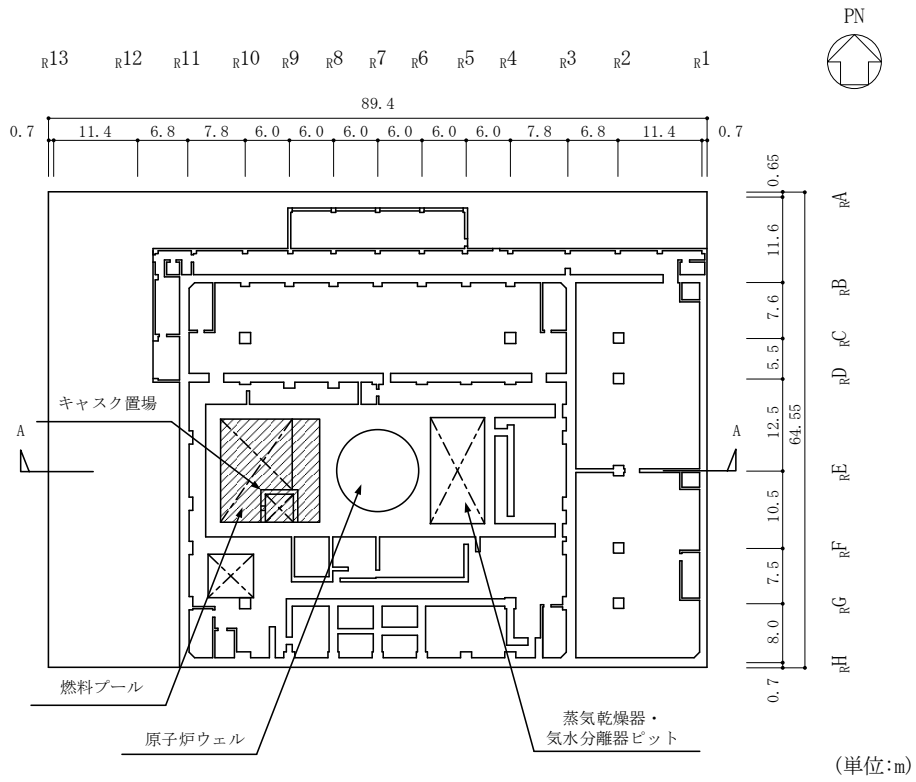 PN
R13 R12 R11 R10 R9 R8 R7 R6 R5 R4 R3 R2 R1
89.4
0.7 11.4 6.8 7.8 6.0 6.0 6.0 6.0 6.0 6.0 7.8 6.8 11.4 0.7
0.65
RA
11.6
RB
7.6
RC
5.5
RD
キャスク置場
12.5
64.55
A A
RE
10.5
RF
7.5
RG
8.0
RH
0.7
燃料プール
原子炉ウェル
蒸気乾燥器・
気水分離器ピット
(単位:m)